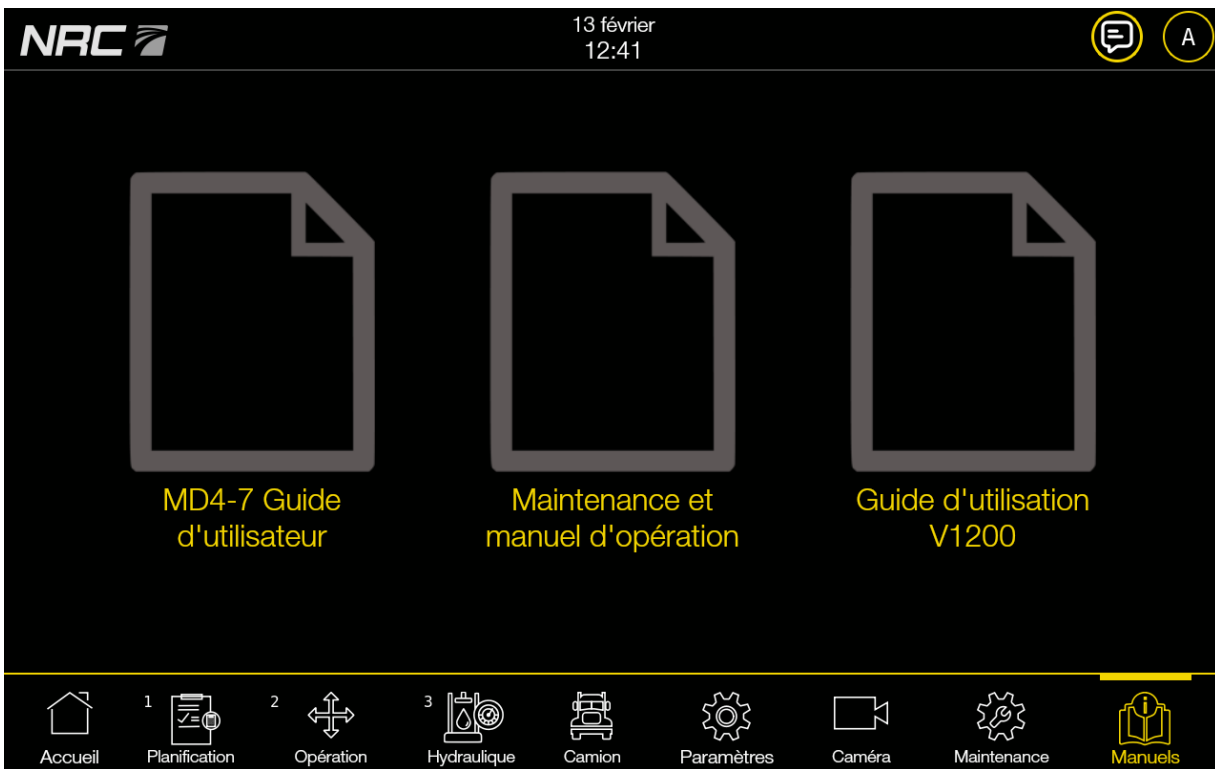 NRC
13 février
12:41
A
MD4-7 Guide
d'utilisateur
Maintenance et
manuel d'opération
Guide d'utilisation
V1200
Accueil
1
Planification
2
Opération
3
Hydraulique
Camion
Paramètres
Caméra
Maintenance
Manuels